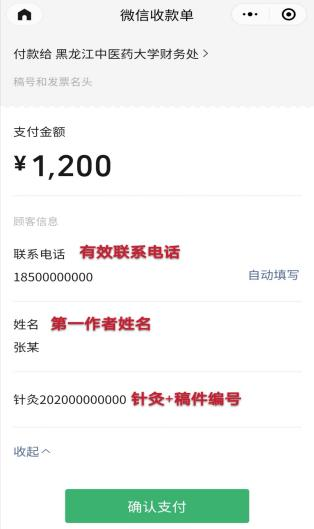 微信收款单
付款给 黑龙江中医药大学财务处
稿号和发票名头
支付金额
¥1,200
顾客信息
联系电话 有效联系电话
18500000000 自动填写
姓名 第一作者姓名
张某
针灸202000000000 针灸+稿件编号
收起
确认支付